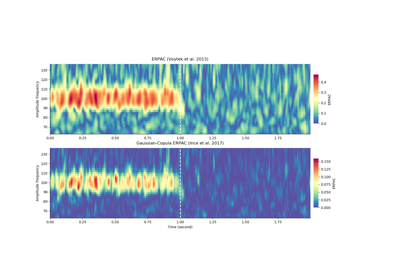 ERPAC (Voytek et al. 2013)
Amplitude frequency
130
120
110
100
90
80
70
0.00 0.25 0.50 0.75 1.00 1.25 1.50 1.75
0.4
0.3
0.2
0.1
0.0
ERPAC
Gaussian-Copula ERPAC (Ince et al. 2017)
Amplitude frequency
130
120
110
100
90
80
70
0.00 0.25 0.50 0.75 1.00 1.25 1.50 1.75
Time (second)
0.150
0.125
0.100
0.075
0.050
0.025
0.000
ERPAC